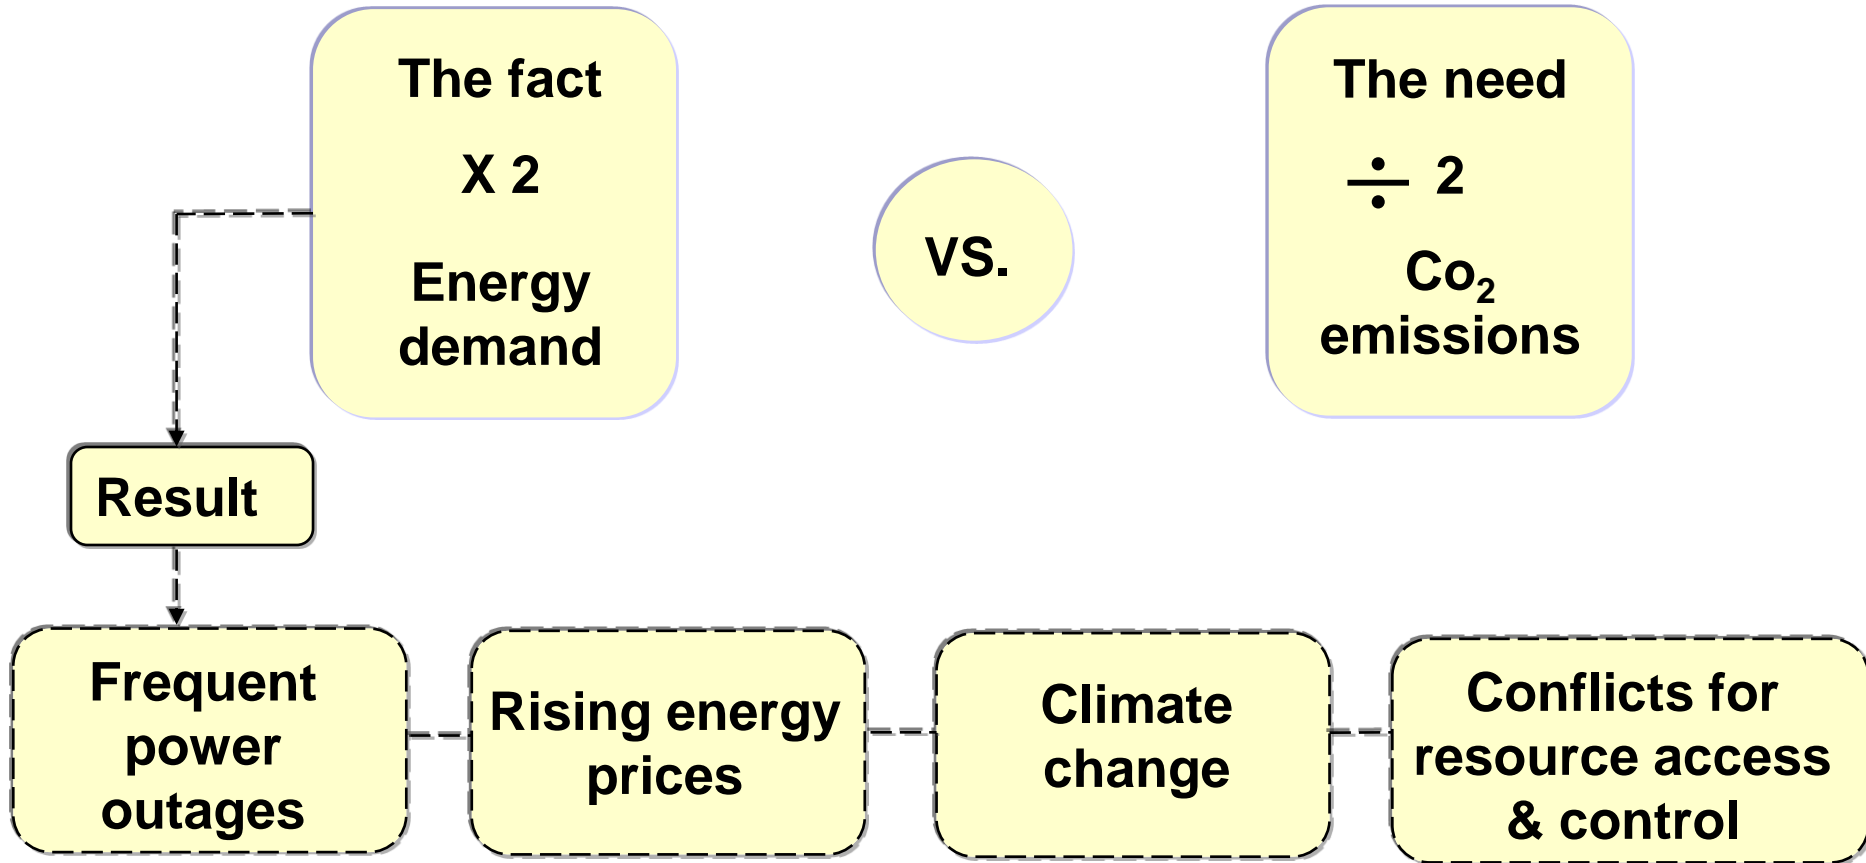 The fact
X 2
Energy
demand
VS.
The need
÷ 2
Co₂
emissions
Result
Frequent
power
outages
Rising energy
prices
Climate
change
Conflicts for
resource access
& control